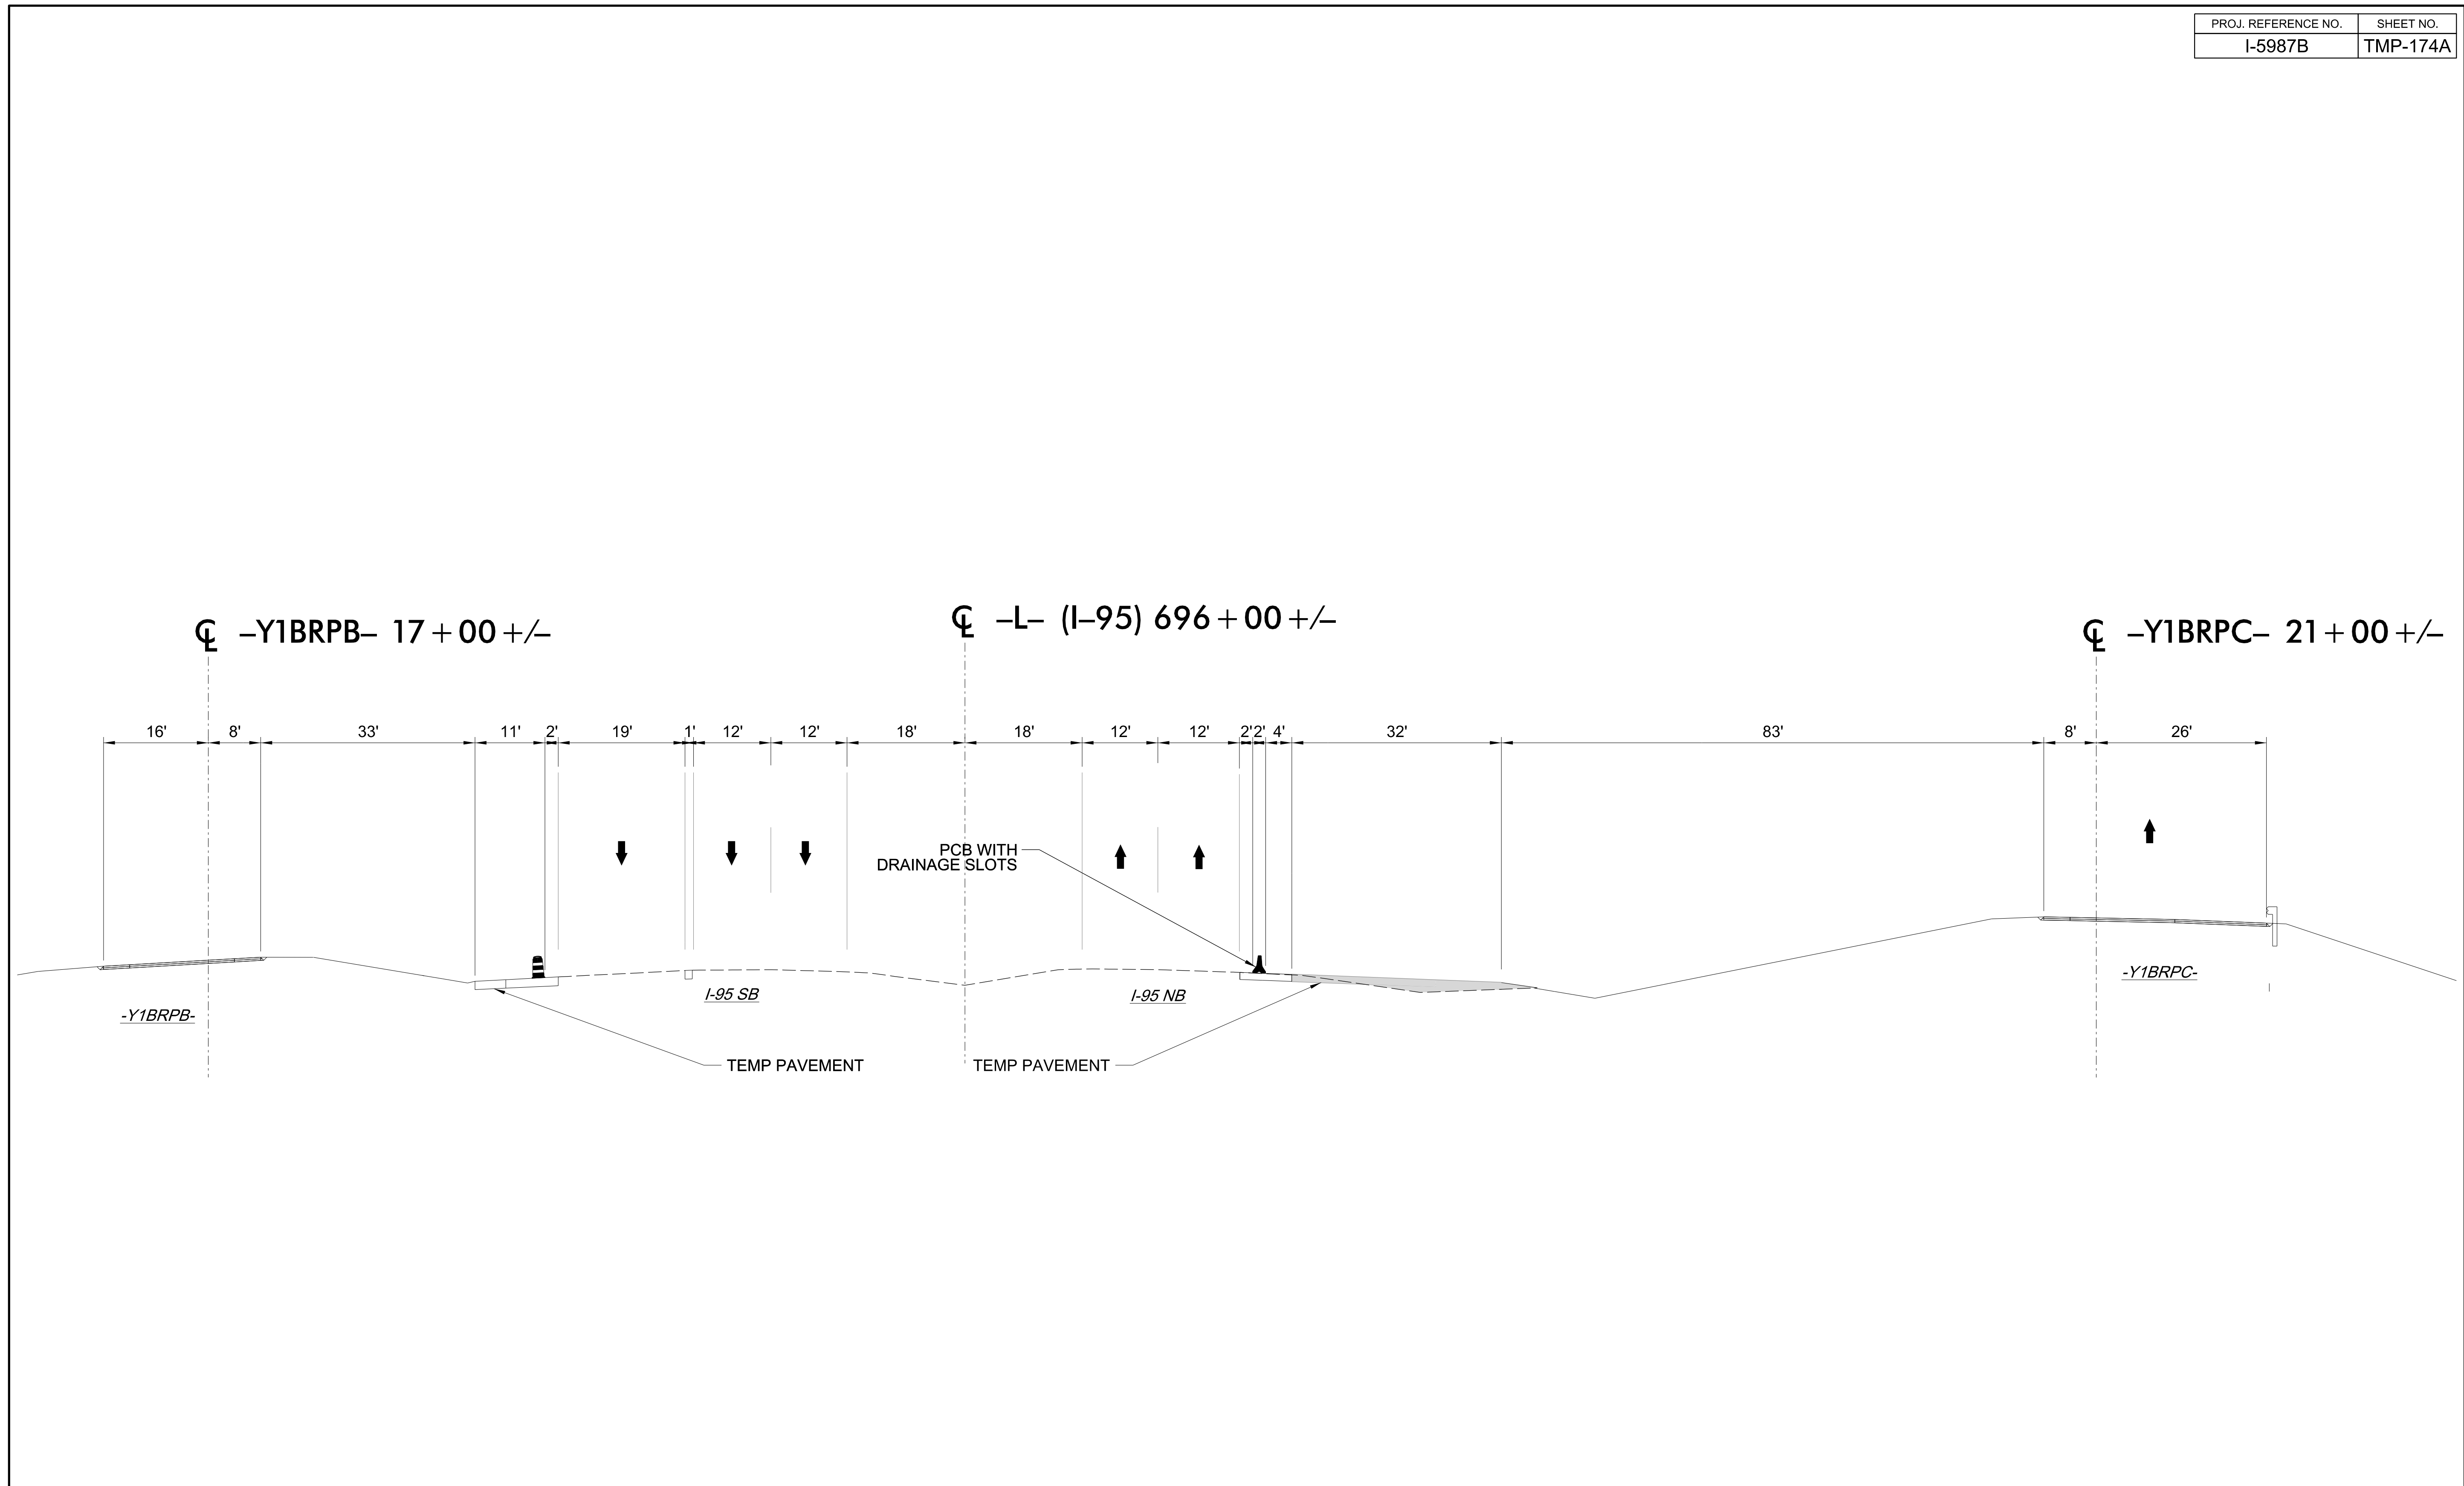 PROJ. REFERENCE NO. SHEET NO.
I-5987B TMP-174A
℄ –Y1BRPB– 17+00 +/–
℄ –L– (I–95) 696+00 +/–
℄ –Y1BRPC– 21+00 +/–
16' 8' 33' 11' 2' 19' 1' 12' 12' 18' 18' 12' 12' 2' 2' 4' 32' 83' 8' 26'
PCB WITH
DRAINAGE SLOTS
-Y1BRPB-
I-95 SB
I-95 NB
-Y1BRPC-
TEMP PAVEMENT
TEMP PAVEMENT